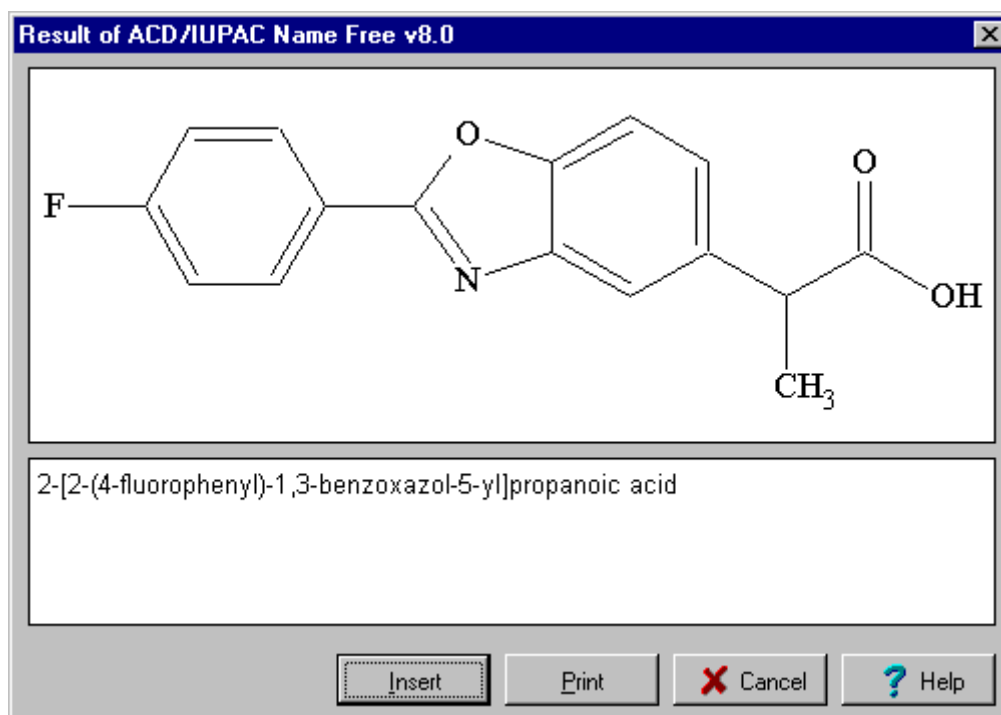 Result of ACD/IUPAC Name Free v8.0
O
O
F
N
OH
CH3
2-[2-(4-fluorophenyl)-1,3-benzoxazol-5-yl]propanoic acid
Insert Print Cancel Help